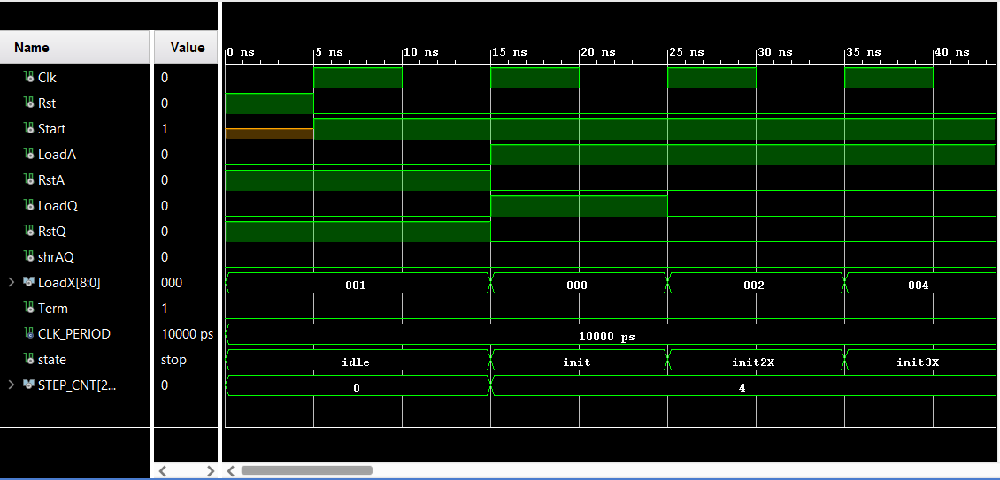 Name Value 0 ns 5 ns 10 ns 15 ns 20 ns 25 ns 30 ns 35 ns 40 ns
Clk 0
Rst 0
Start 1
LoadA 0
RstA 0
LoadQ 0
RstQ 0
shrAQ 0
LoadX[8:0] 000 001 000 002 004
Term 1
CLK_PERIOD 10000 ps 10000 ps
state stop idle init init2X init3X
STEP_CNT[2... 0 0 4